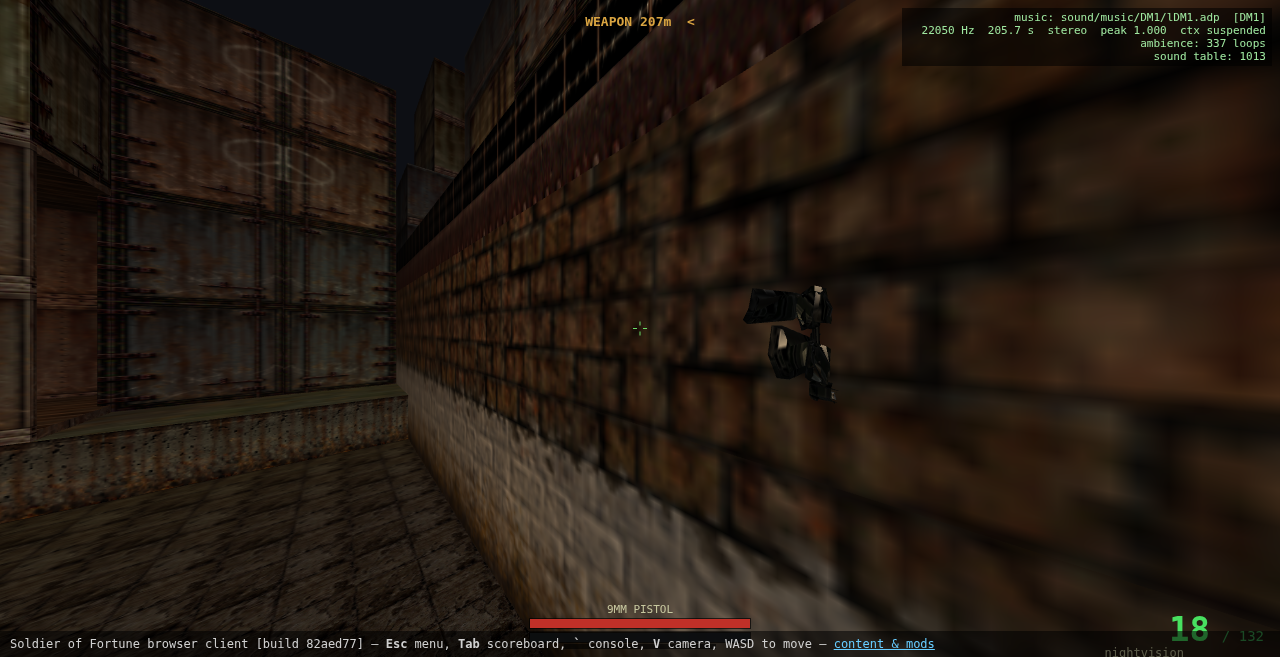 WEAPON 207m <
music: sound/music/DM1/lDM1.adp [DM1]
22050 Hz 205.7 s stereo peak 1.000 ctx suspended
ambience: 337 loops
sound table: 1013
9MM PISTOL
18 / 132
Soldier of Fortune browser client [build 82aed77] — Esc menu, Tab scoreboard, ` console, V camera, WASD to move — content & mods
nightvision